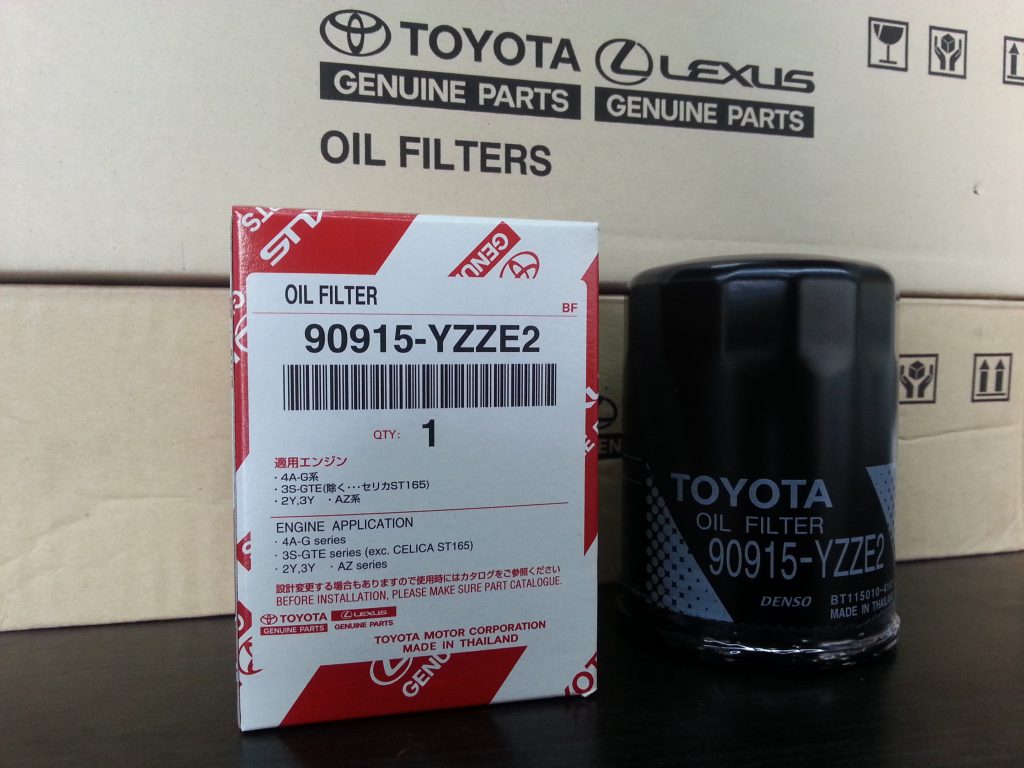 TOYOTA
GENUINE PARTS
LEXUS
GENUINE PARTS
OIL FILTERS
OIL FILTER
BF
90915-YZZE2
QTY: 1
適用エンジン
・4A-G系
・3S-GTE(除く・・・セリカST165)
・2Y,3Y ・AZ系
ENGINE APPLICATION
・4A-G series
・3S-GTE series (exc. CELICA ST165)
・2Y,3Y ・AZ series
設計変更する場合もありますので使用時にはカタログをご参照ください
BEFORE INSTALLATION, PLEASE MAKE SURE PART CATALOGUE.
TOYOTA LEXUS
GENUINE PARTS GENUINE PARTS
TOYOTA MOTOR CORPORATION
MADE IN THAILAND
TOYOTA
OIL FILTER
90915-YZZE2
DENSO BT115010
MADE IN THAILAND